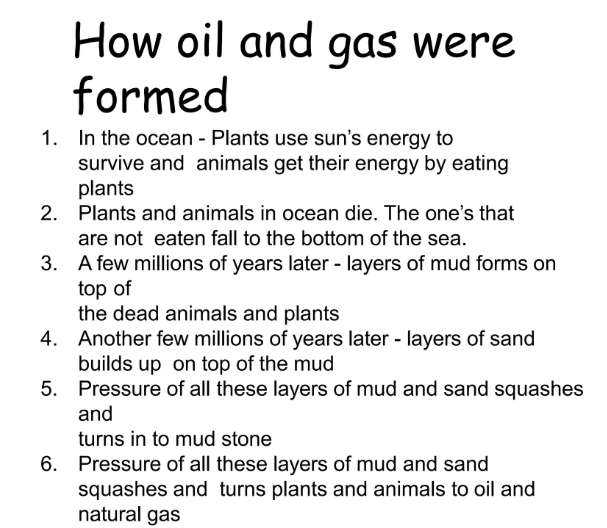 How oil and gas were
formed
1. In the ocean - Plants use sun's energy to
survive and animals get their energy by eating
plants
2. Plants and animals in ocean die. The one's that
are not eaten fall to the bottom of the sea.
3. A few millions of years later - layers of mud forms on
top of
the dead animals and plants
4. Another few millions of years later - layers of sand
builds up on top of the mud
5. Pressure of all these layers of mud and sand squashes
and
turns in to mud stone
6. Pressure of all these layers of mud and sand
squashes and turns plants and animals to oil and
natural gas